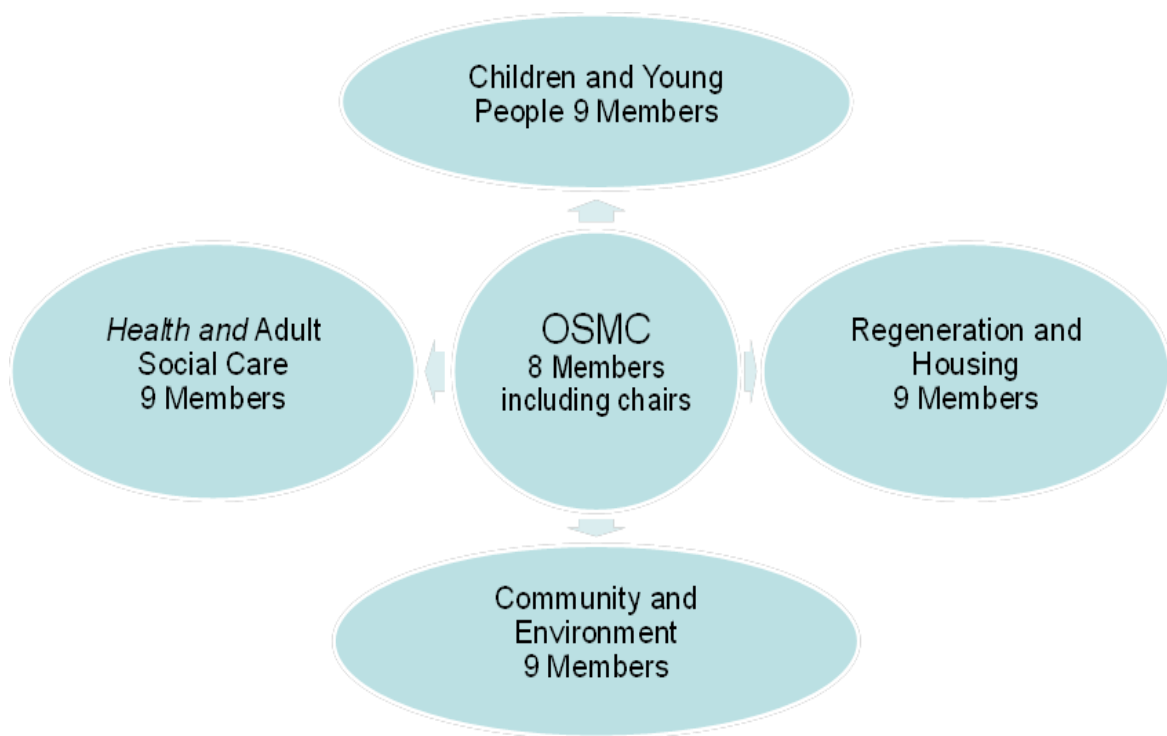 Children and Young
People 9 Members
Health and Adult
Social Care
9 Members
OSMC
8 Members
including chairs
Regeneration and
Housing
9 Members
Community and
Environment
9 Members